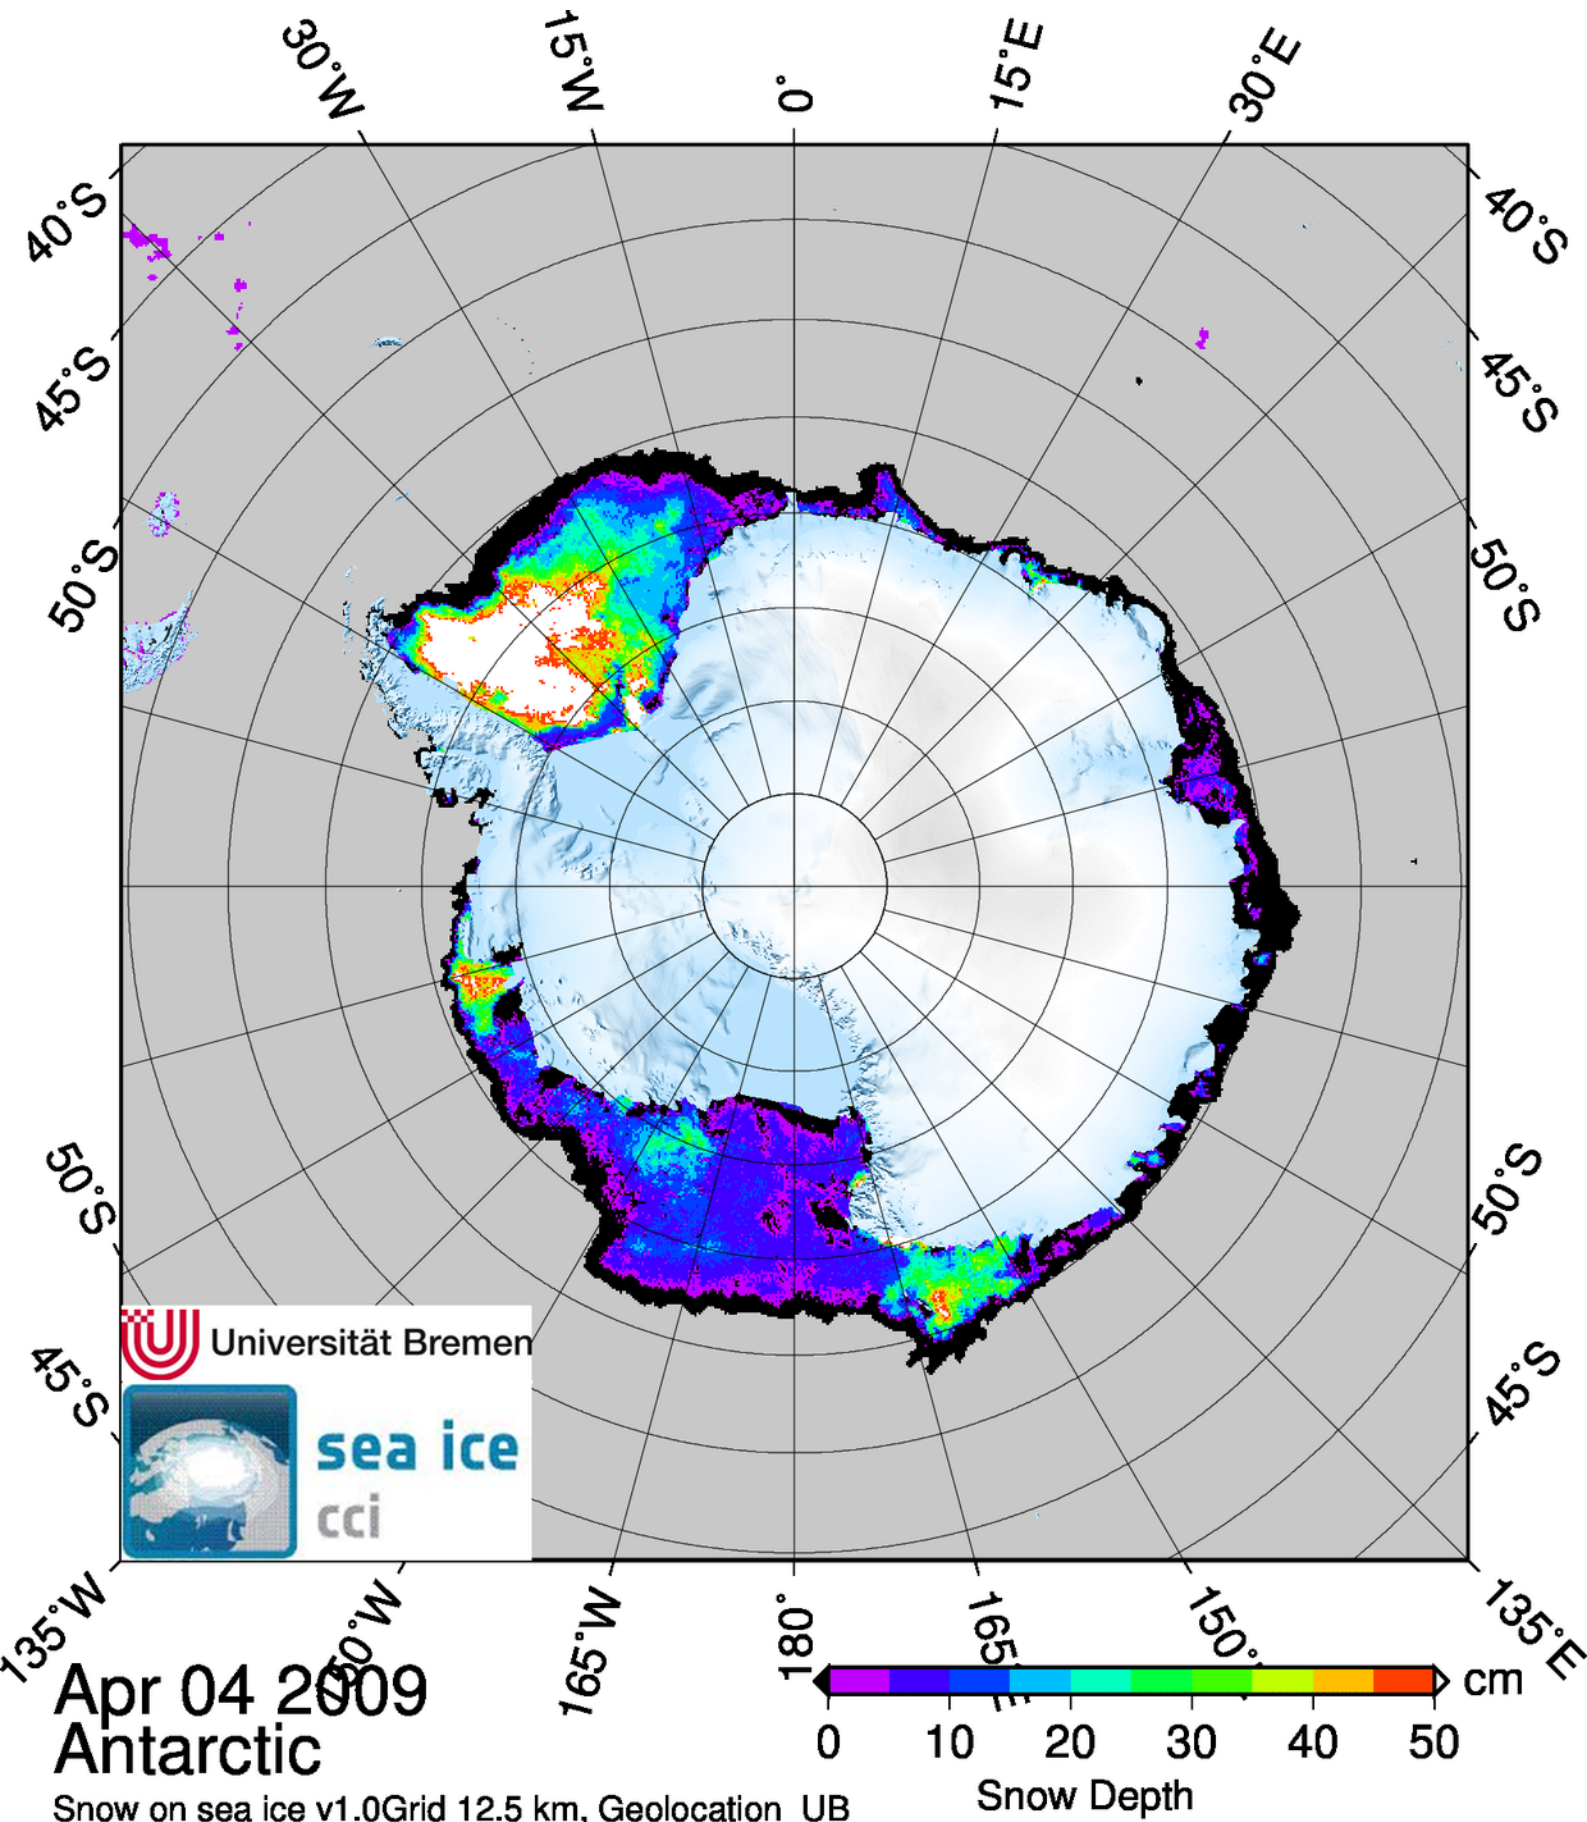 30°W 15°W 0° 15°E 30°E
40°S 40°S
45°S 45°S
50°S 50°S
50°S 50°S
45°S 45°S
Universität Bremen
sea ice
cci
135°W 150°W 165°W 180° 165°E 150° 135°E
Apr 04 2009
Antarctic
cm
0 10 20 30 40 50
Snow Depth
Snow on sea ice v1.0Grid 12.5 km, Geolocation UB